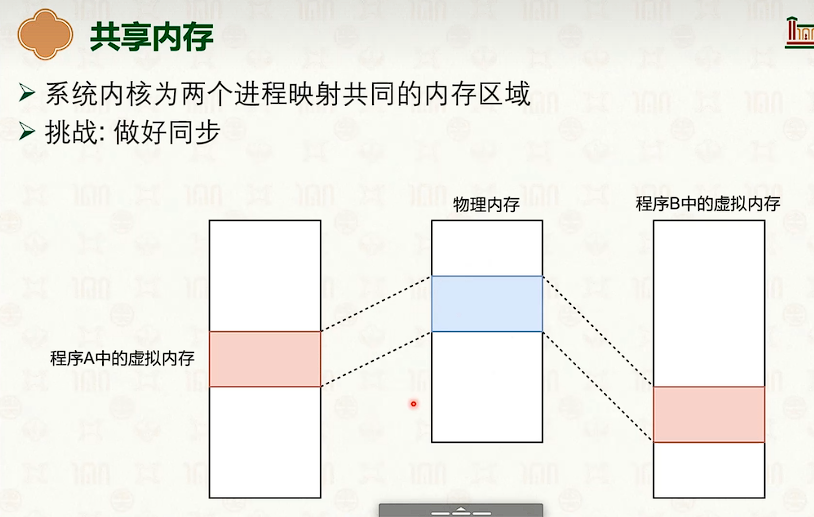 共享内存
系统内核为两个进程映射共同的内存区域
挑战: 做好同步
物理内存
程序B中的虚拟内存
程序A中的虚拟内存